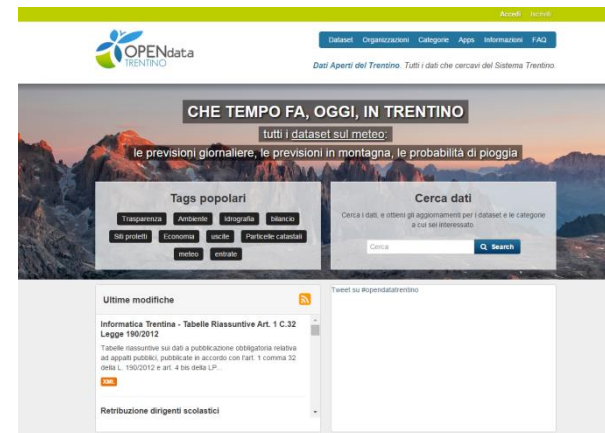 Accedi Iscriviti
OPENdata
TRENTINO
Dataset Organizzazioni Categorie Apps Informazioni FAQ
Dati Aperti del Trentino. Tutti i dati che cercavi del Sistema Trentino.
CHE TEMPO FA, OGGI, IN TRENTINO
tutti i dataset sul meteo:
le previsioni giornaliere, le previsioni in montagna, le probabilità di pioggia
Tags popolari
Trasparenza Ambiente Idrografia bilancio
Siti protetti Economia uscite Particelle catastali
meteo entrate
Cerca dati
Cerca i dati, e ottieni gli aggiornamenti per i dataset e le categorie
a cui sei interessato
Cerca
Search
Ultime modifiche
Informatica Trentina - Tabelle Riassuntive Art. 1 C.32
Legge 190/2012
Tabelle riassuntive sui dati a pubblicazione obbligatoria relativa
ad appalti pubblici, pubblicate in accordo con l'art. 1 comma 32
della L. 190/2012 e art. 4 bis della LP...
XML
Retribuzione dirigenti scolastici
Tweet su #opendatatrentino